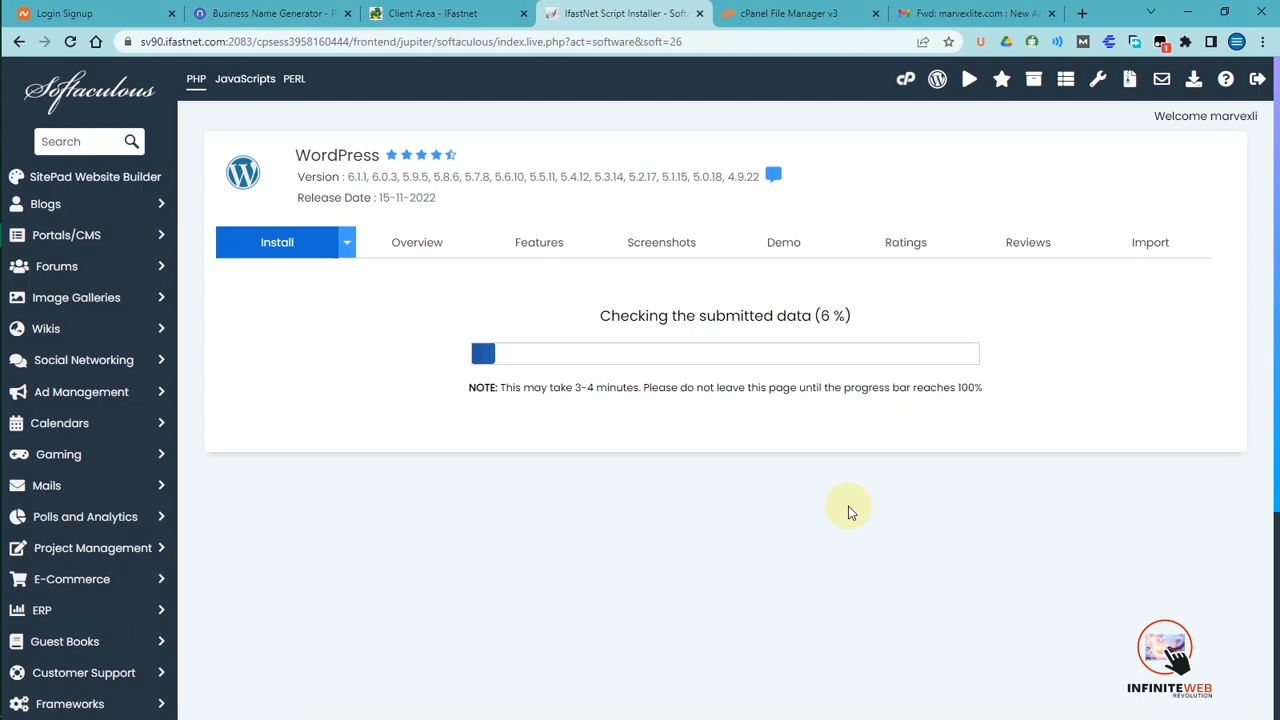 Login Signup
Business Name Generator -
Client Area - IFastnet
IfastNet Script Installer - Sof
cPanel File Manager v3
Fwd: marvexlite.com : New A
sv90.ifastnet.com:2083/cpsess3958160444/frontend/jupiter/softaculous/index.live.php?act=software&soft=26
Softaculous
PHP JavaScripts PERL
Welcome marvexli
Search
SitePad Website Builder
Blogs
Portals/CMS
Forums
Image Galleries
Wikis
Social Networking
Ad Management
Calendars
Gaming
Mails
Polls and Analytics
Project Management
E-Commerce
ERP
Guest Books
Customer Support
Frameworks
WordPress
Version : 6.1.1, 6.0.3, 5.9.5, 5.8.6, 5.7.8, 5.6.10, 5.5.11, 5.4.12, 5.3.14, 5.2.17, 5.1.15, 5.0.18, 4.9.22
Release Date : 15-11-2022
Install Overview Features Screenshots Demo Ratings Reviews Import
Checking the submitted data (6 %)
NOTE: This may take 3-4 minutes. Please do not leave this page until the progress bar reaches 100%
INFINITEWEB
REVOLUTION